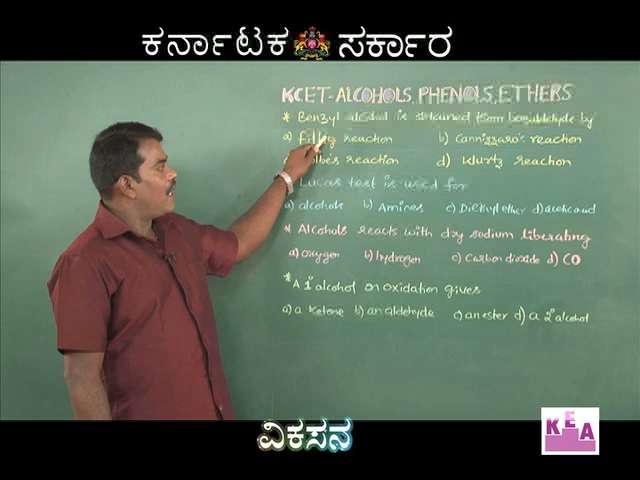 ಕರ್ನಾಟಕ ಸರ್ಕಾರ
KCET-ALCOHOLS, PHENOLS, ETHERS
* Benzyl alcohol is obtained from benzaldehyde by
a) Fittig reaction b) Cannizzaro's reaction
reaction d) Wurtz reaction
Lucas test is used for
a) alcohols b) Amines c) Diethyl ether d) acetic acid
* Alcohols reacts with dry sodium liberating
a) oxygen b) hydrogen c) Carbon dioxide d) CO
* A 1° alcohol on oxidation gives
a) a Ketone b) an aldehyde c) an ester d) a 2° alcohol
ವಿಕಸನ
KEA